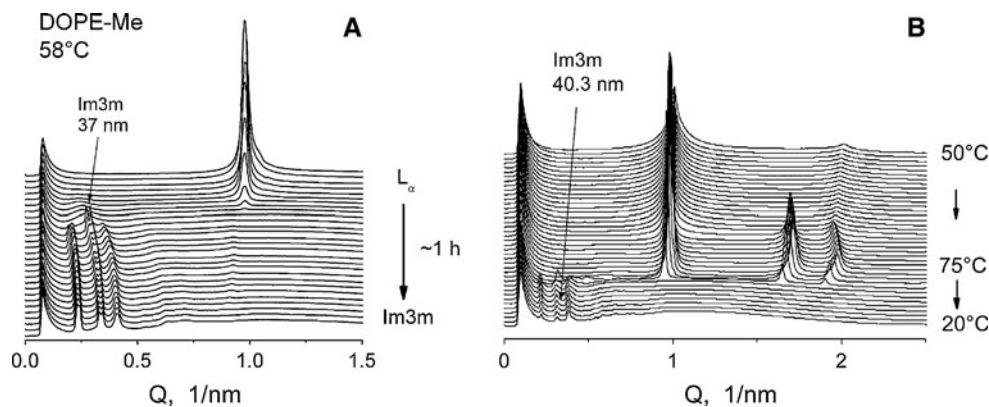 DOPE-Me
58°C
A
Im3m
37 nm
Lα
~1 h
Im3m
0.0 0.5 1.0 1.5
Q, 1/nm
B
Im3m
40.3 nm
50°C
75°C
20°C
0 1 2
Q, 1/nm